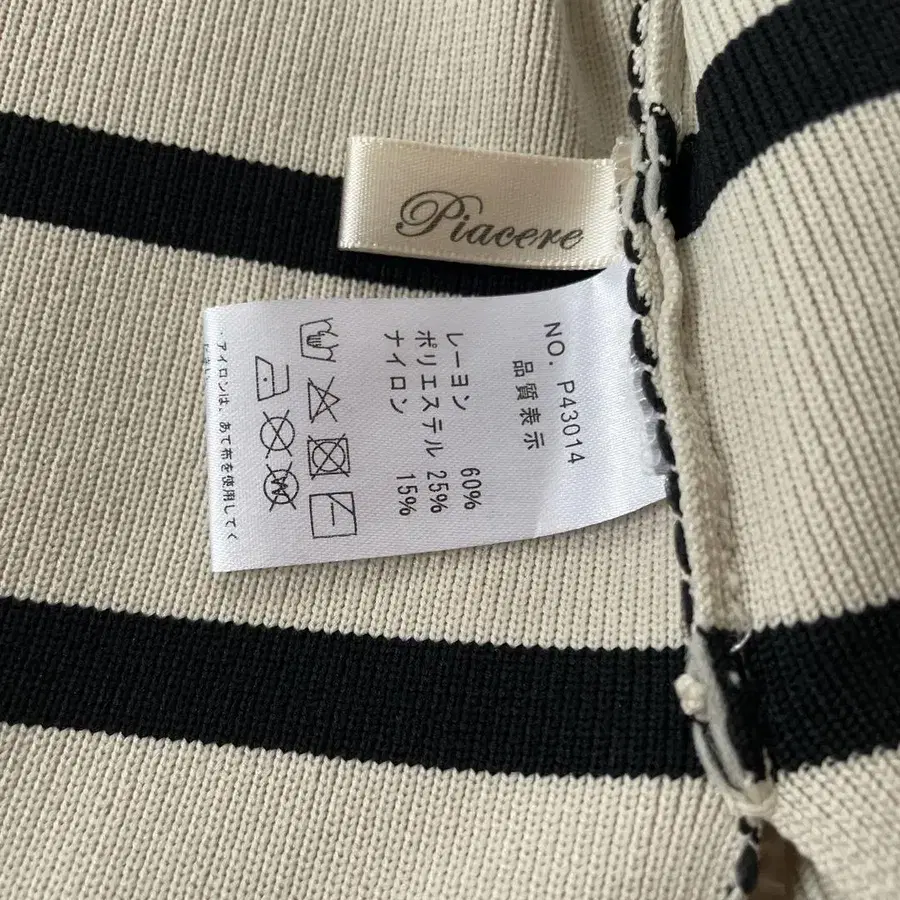 Piacere
NO. P43014
品質表示
レーヨン 60%
ポリエステル 25%
ナイロン 15%
W
・アイロンは、あて布を使用してく